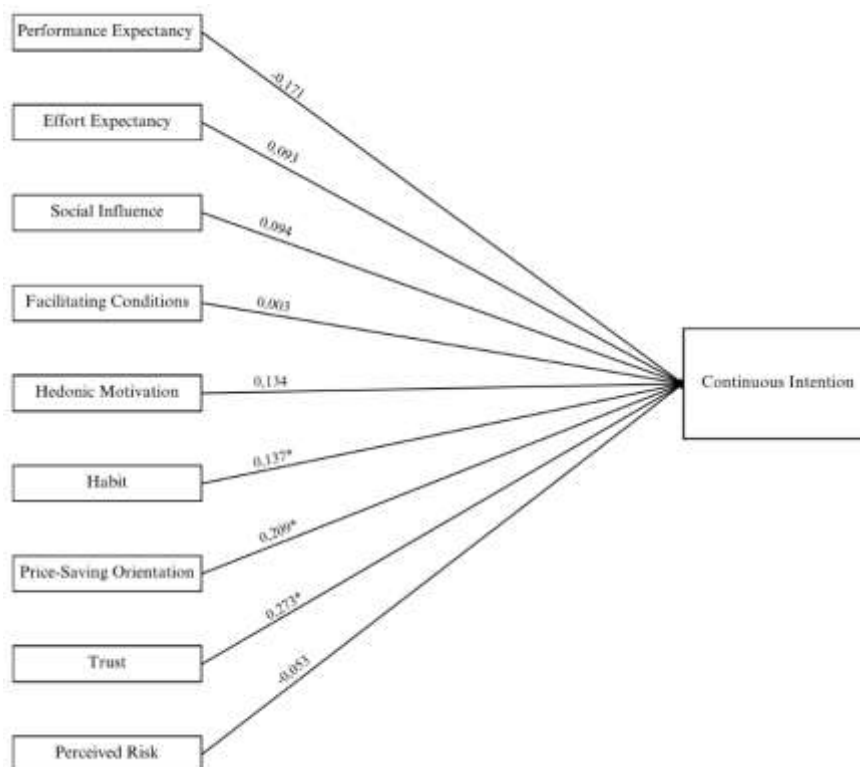 Performance Expectancy
-0,171
Effort Expectancy
0,093
Social Influence
0,094
Facilitating Conditions
0,003
Hedonic Motivation
0,134
Continuous Intention
Habit
0,137*
Price-Saving Orientation
0,209*
Trust
0,273*
Perceived Risk
-0,053